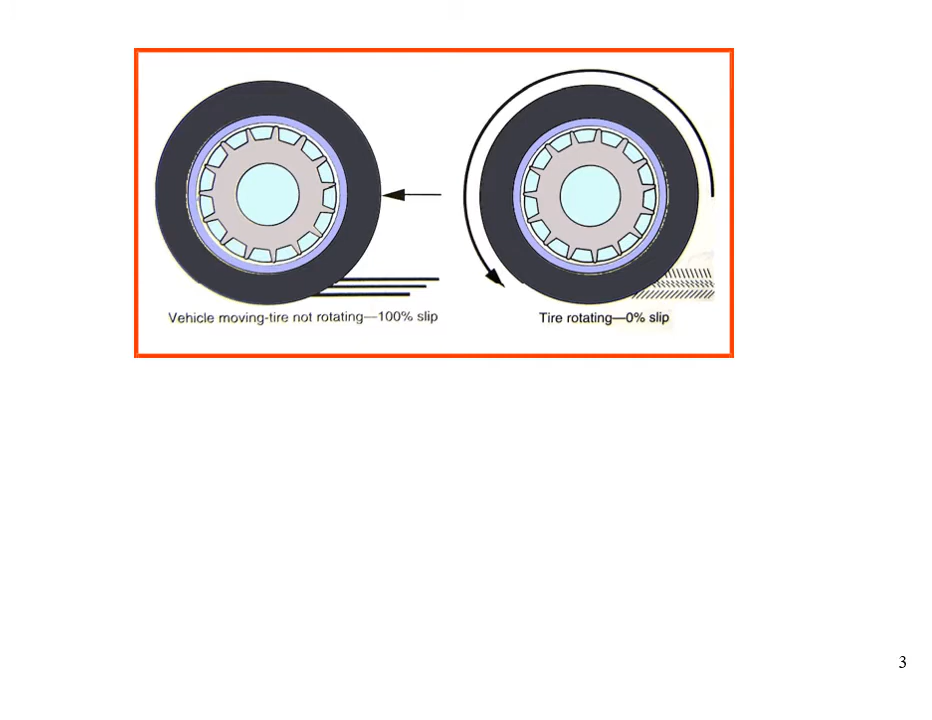 Vehicle moving-tire not rotating—100% slip
Tire rotating—0% slip
3